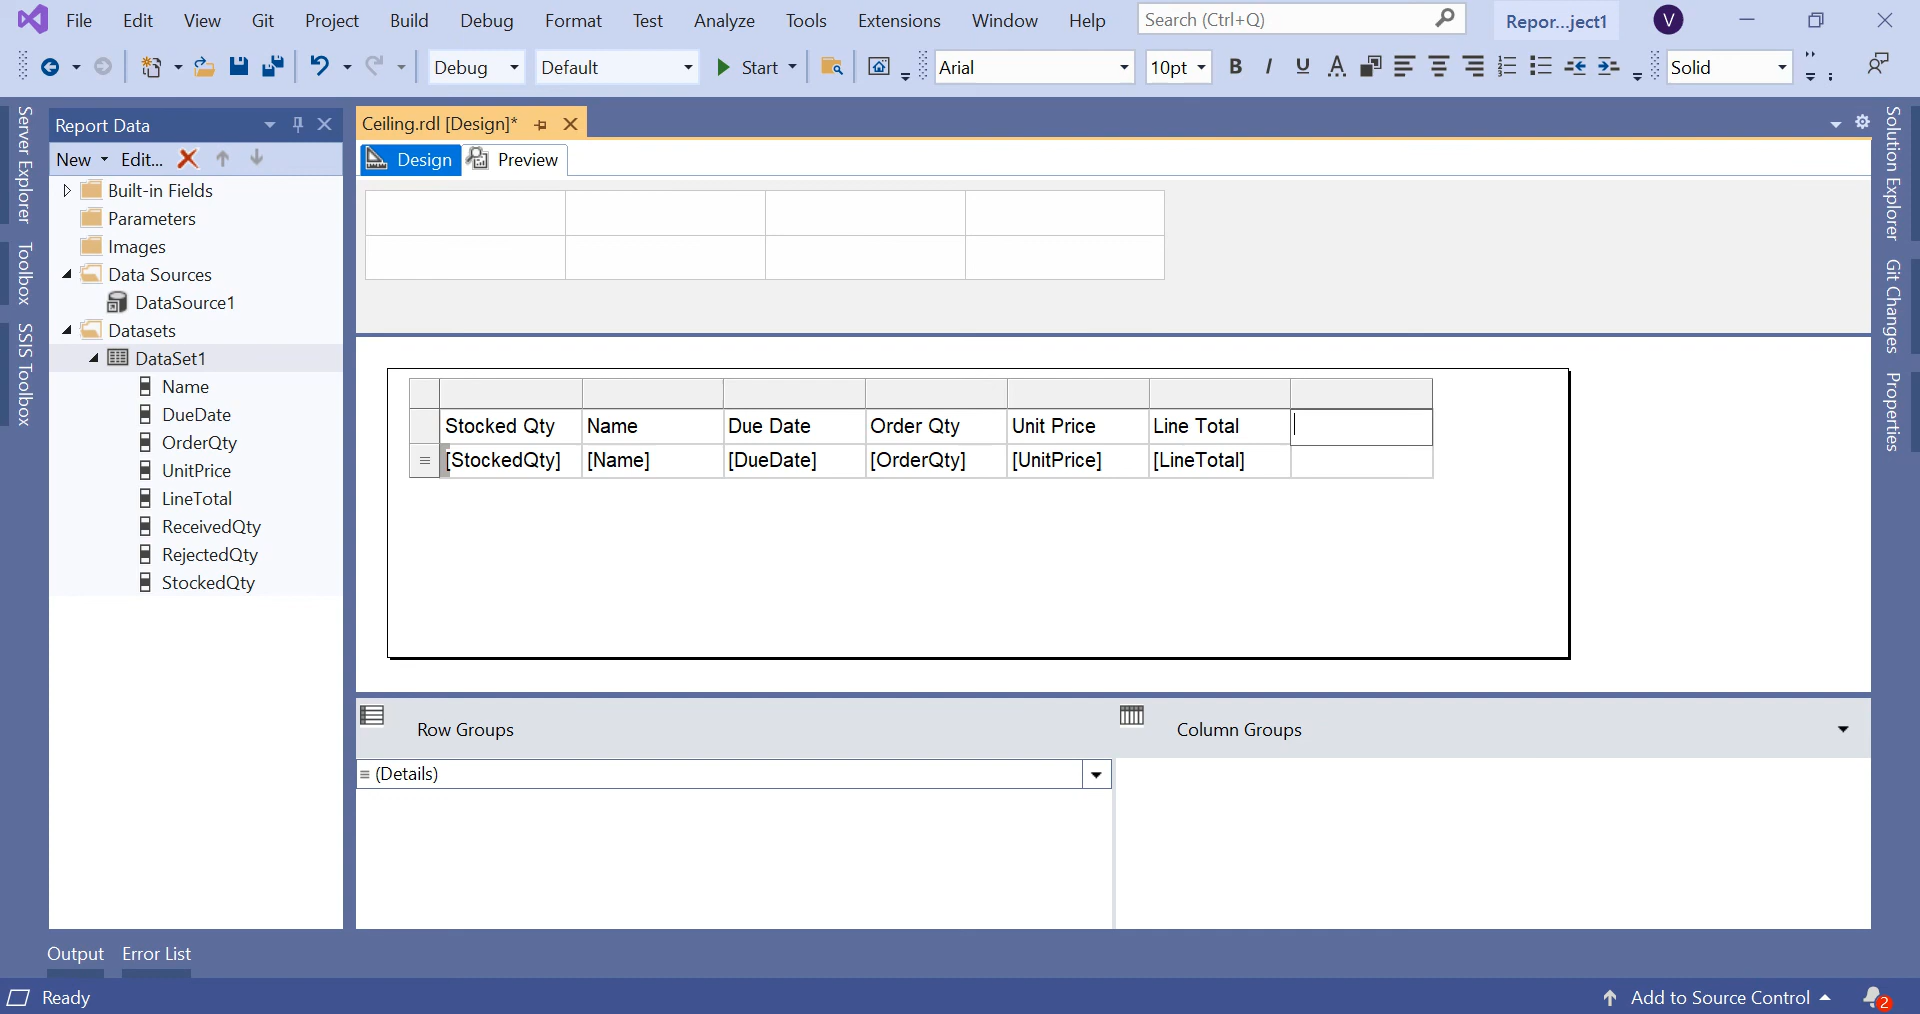 File Edit View Git Project Build Debug Format Test Analyze Tools Extensions Window Help Search (Ctrl+Q) Repor...ject1 V
Debug Default Start Arial 10pt B I U A Solid
Server Explorer
Toolbox
SSIS Toolbox
Report Data
New Edit...
Built-in Fields
Parameters
Images
Data Sources
DataSource1
Datasets
DataSet1
Name
DueDate
OrderQty
UnitPrice
LineTotal
ReceivedQty
RejectedQty
StockedQty
Ceiling.rdl [Design]*
Design Preview
Stocked Qty Name Due Date Order Qty Unit Price Line Total
[StockedQty] [Name] [DueDate] [OrderQty] [UnitPrice] [LineTotal]
Row Groups Column Groups
(Details)
Solution Explorer
Git Changes
Properties
Output Error List
Ready Add to Source Control 2